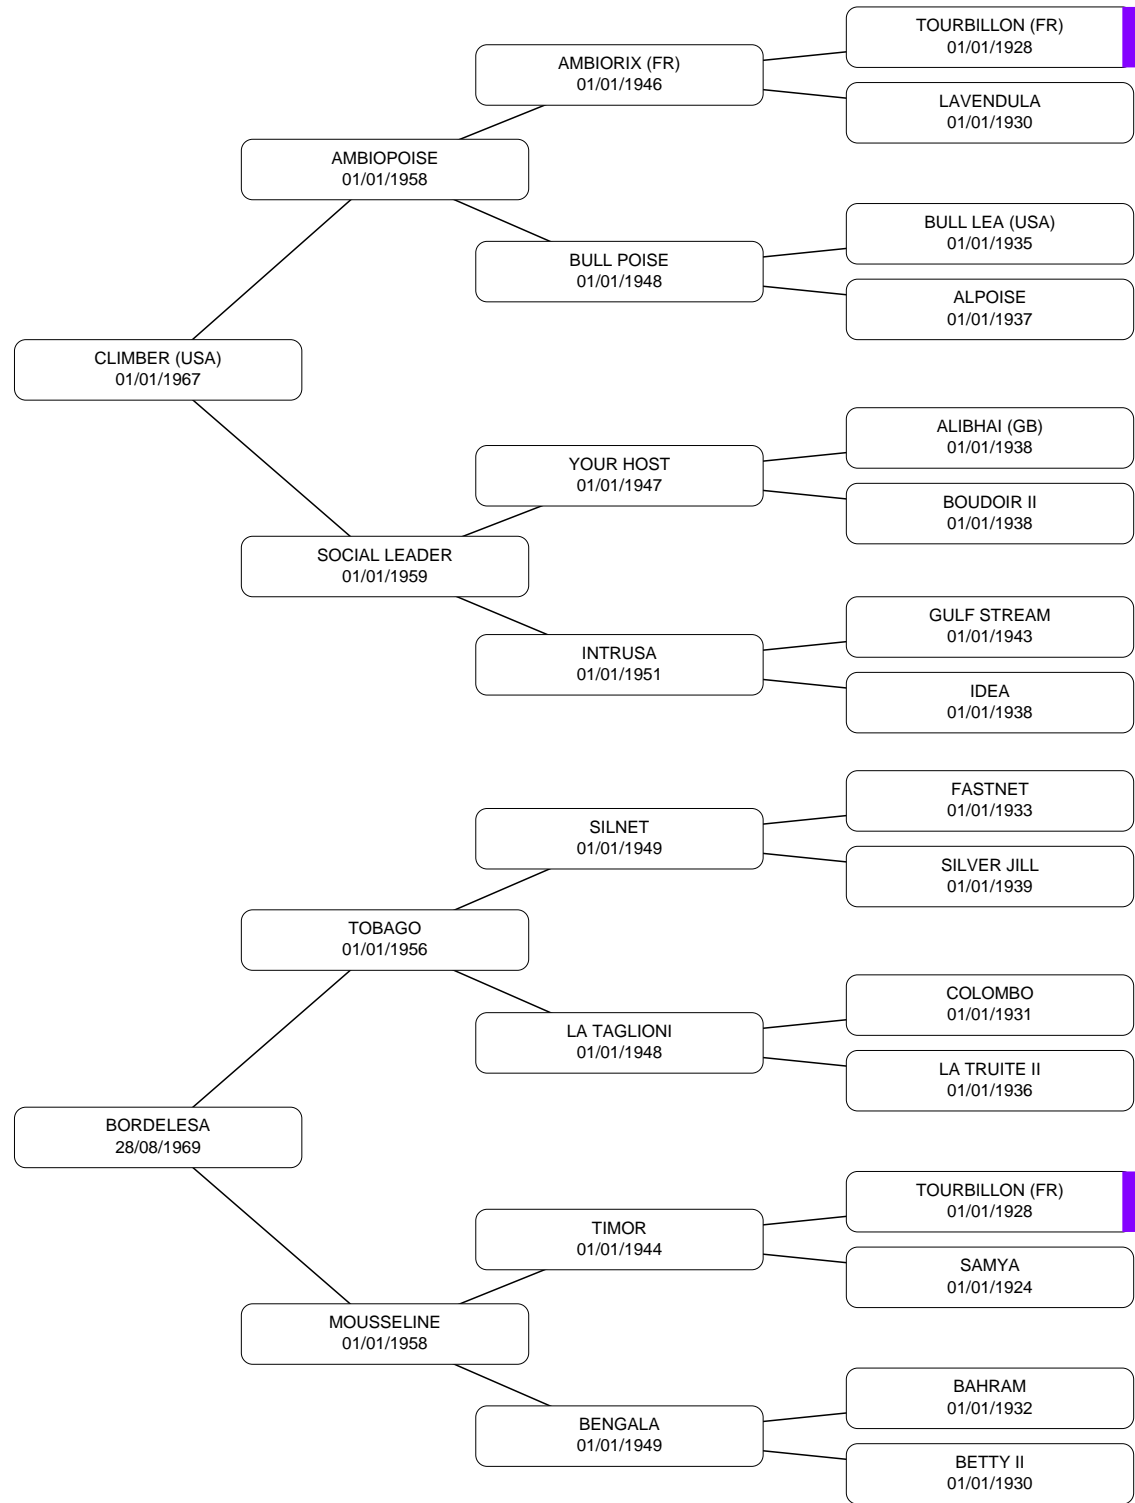 TOURBILLON (FR)
01/01/1928
AMBIORIX (FR)
01/01/1946
LAVENDULA
01/01/1930
AMBIOPOISE
01/01/1958
BULL LEA (USA)
01/01/1935
BULL POISE
01/01/1948
ALPOISE
01/01/1937
CLIMBER (USA)
01/01/1967
ALIBHAI (GB)
01/01/1938
YOUR HOST
01/01/1947
BOUDOIR II
01/01/1938
SOCIAL LEADER
01/01/1959
GULF STREAM
01/01/1943
INTRUSA
01/01/1951
IDEA
01/01/1938
FASTNET
01/01/1933
SILNET
01/01/1949
SILVER JILL
01/01/1939
TOBAGO
01/01/1956
COLOMBO
01/01/1931
LA TAGLIONI
01/01/1948
LA TRUITE II
01/01/1936
BORDELESA
28/08/1969
TOURBILLON (FR)
01/01/1928
TIMOR
01/01/1944
SAMYA
01/01/1924
MOUSSELINE
01/01/1958
BAHRAM
01/01/1932
BENGALA
01/01/1949
BETTY II
01/01/1930